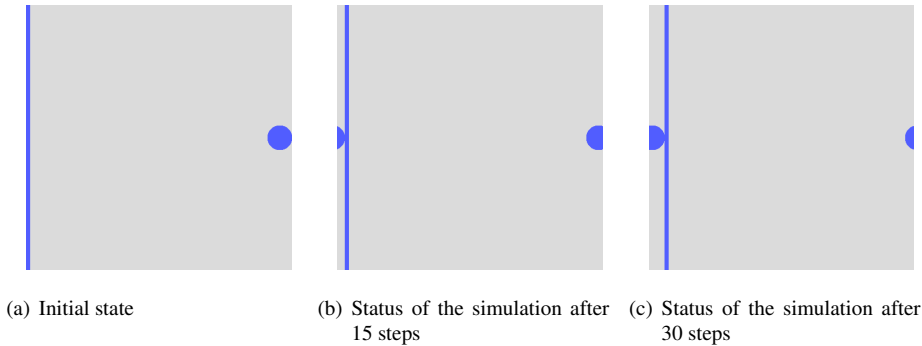 (a) Initial state
(b) Status of the simulation after
15 steps
(c) Status of the simulation after
30 steps